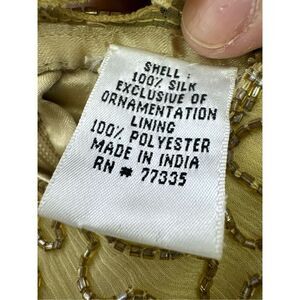 SHELL :
100% SILK
EXCLUSIVE OF
ORNAMENTATION
LINING
100% POLYESTER
MADE IN INDIA
RN # 77335